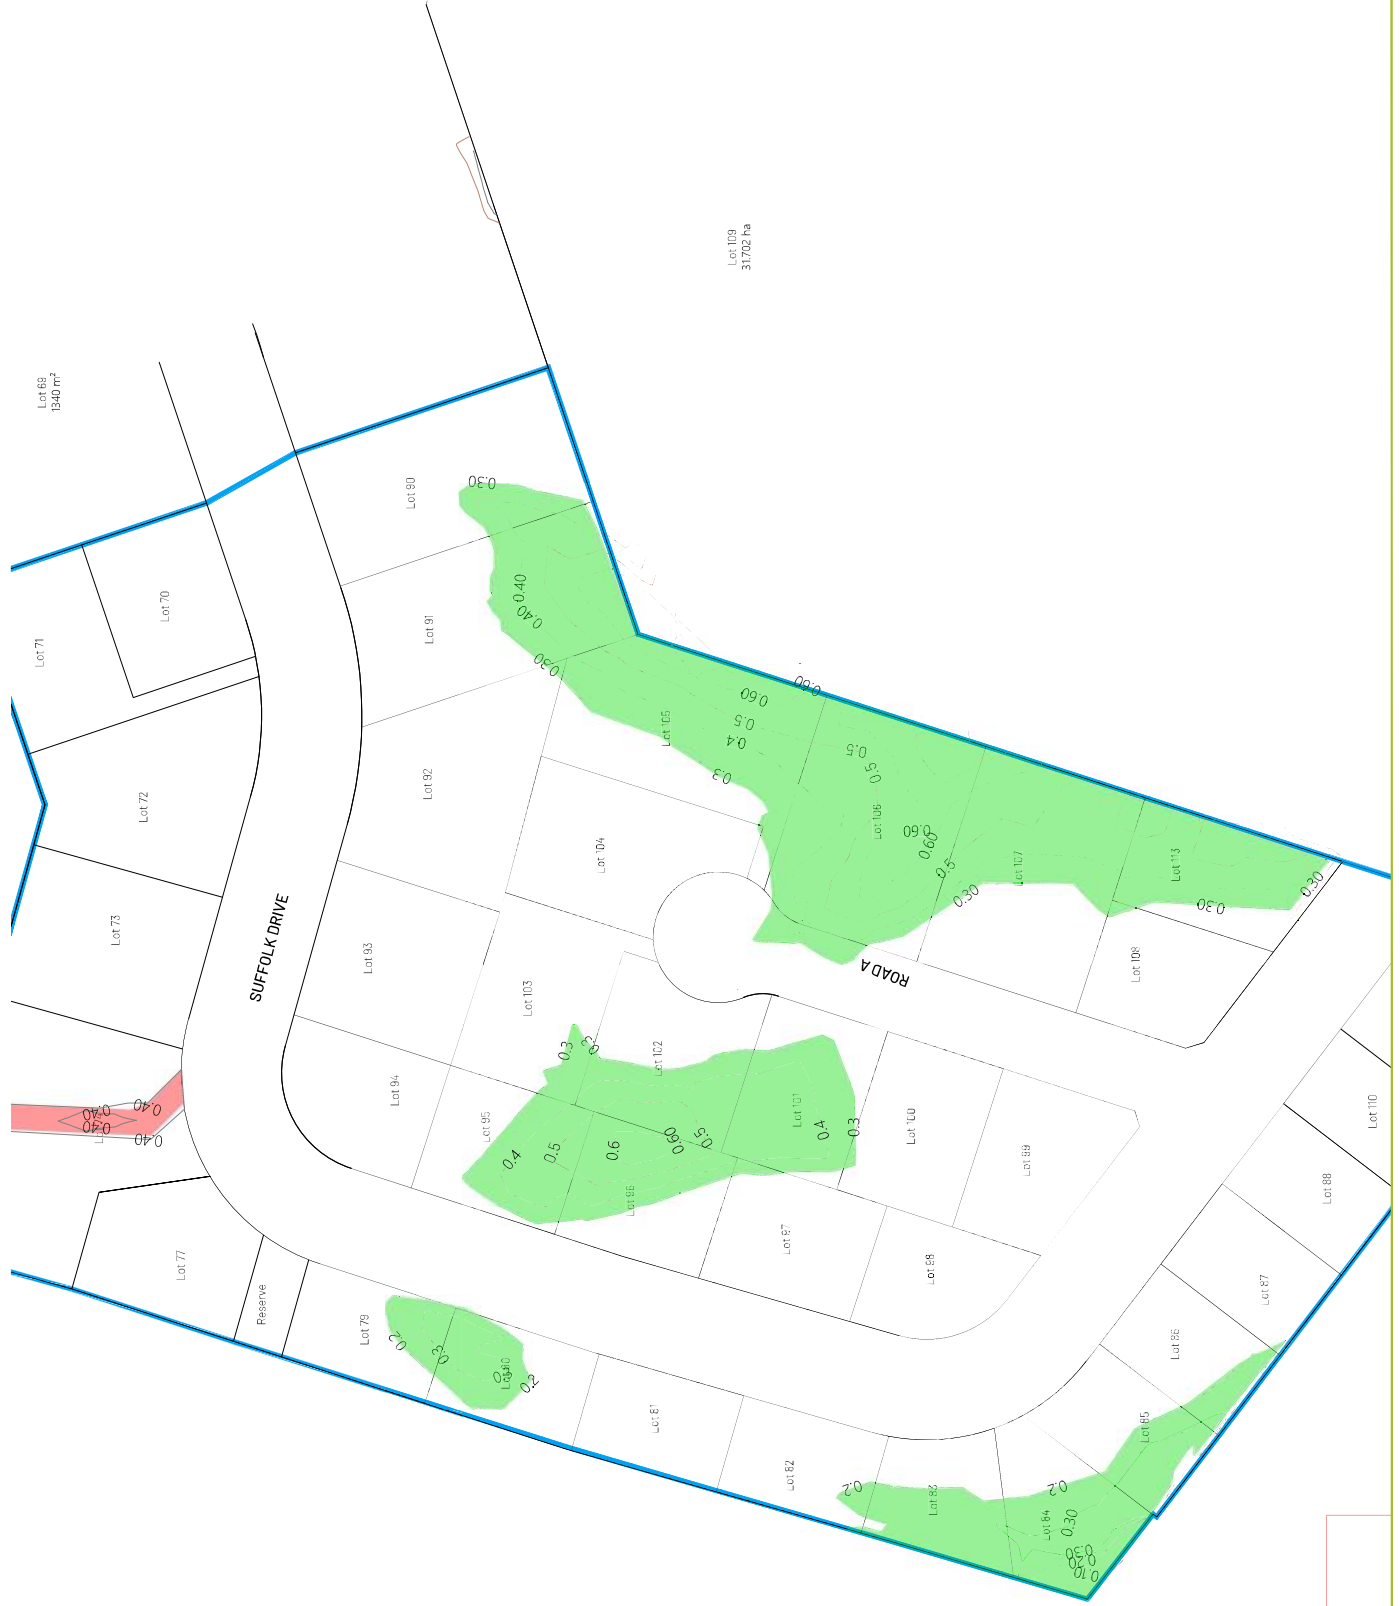 Lot 109
31.702 ha
Lot 69
1340 m²
Lot 90
0.30
Lot 70
Lot 71
Lot 91
0.40
0.40
0.30
0.60
0.60
0.5
0.4
0.3
Lot 105
Lot 72
Lot 92
0.5
0.5
Lot 106
0.60
0.60
0.5
0.30
Lot 107
Lot 113
0.30
0.30
Lot 104
Lot 73
SUFFOLK DRIVE
Lot 93
Lot 103
ROAD A
Lot 108
0.3
0.3
Lot 102
Lot 94
0.40
0.40
0.40
0.40
Lot 95
0.4
0.5
0.6
0.60
0.5
Lot 101
0.4
0.3
Lot 100
Lot 110
Lot 99
Lot 88
Lot 96
Lot 97
Lot 98
Lot 77
Reserve
Lot 87
Lot 79
0.2
0.3
Lot 80
0.2
Lot 86
Lot 81
Lot 85
Lot 82
0.2
Lot 83
0.2
Lot 84
0.30
0.30
0.20
0.10